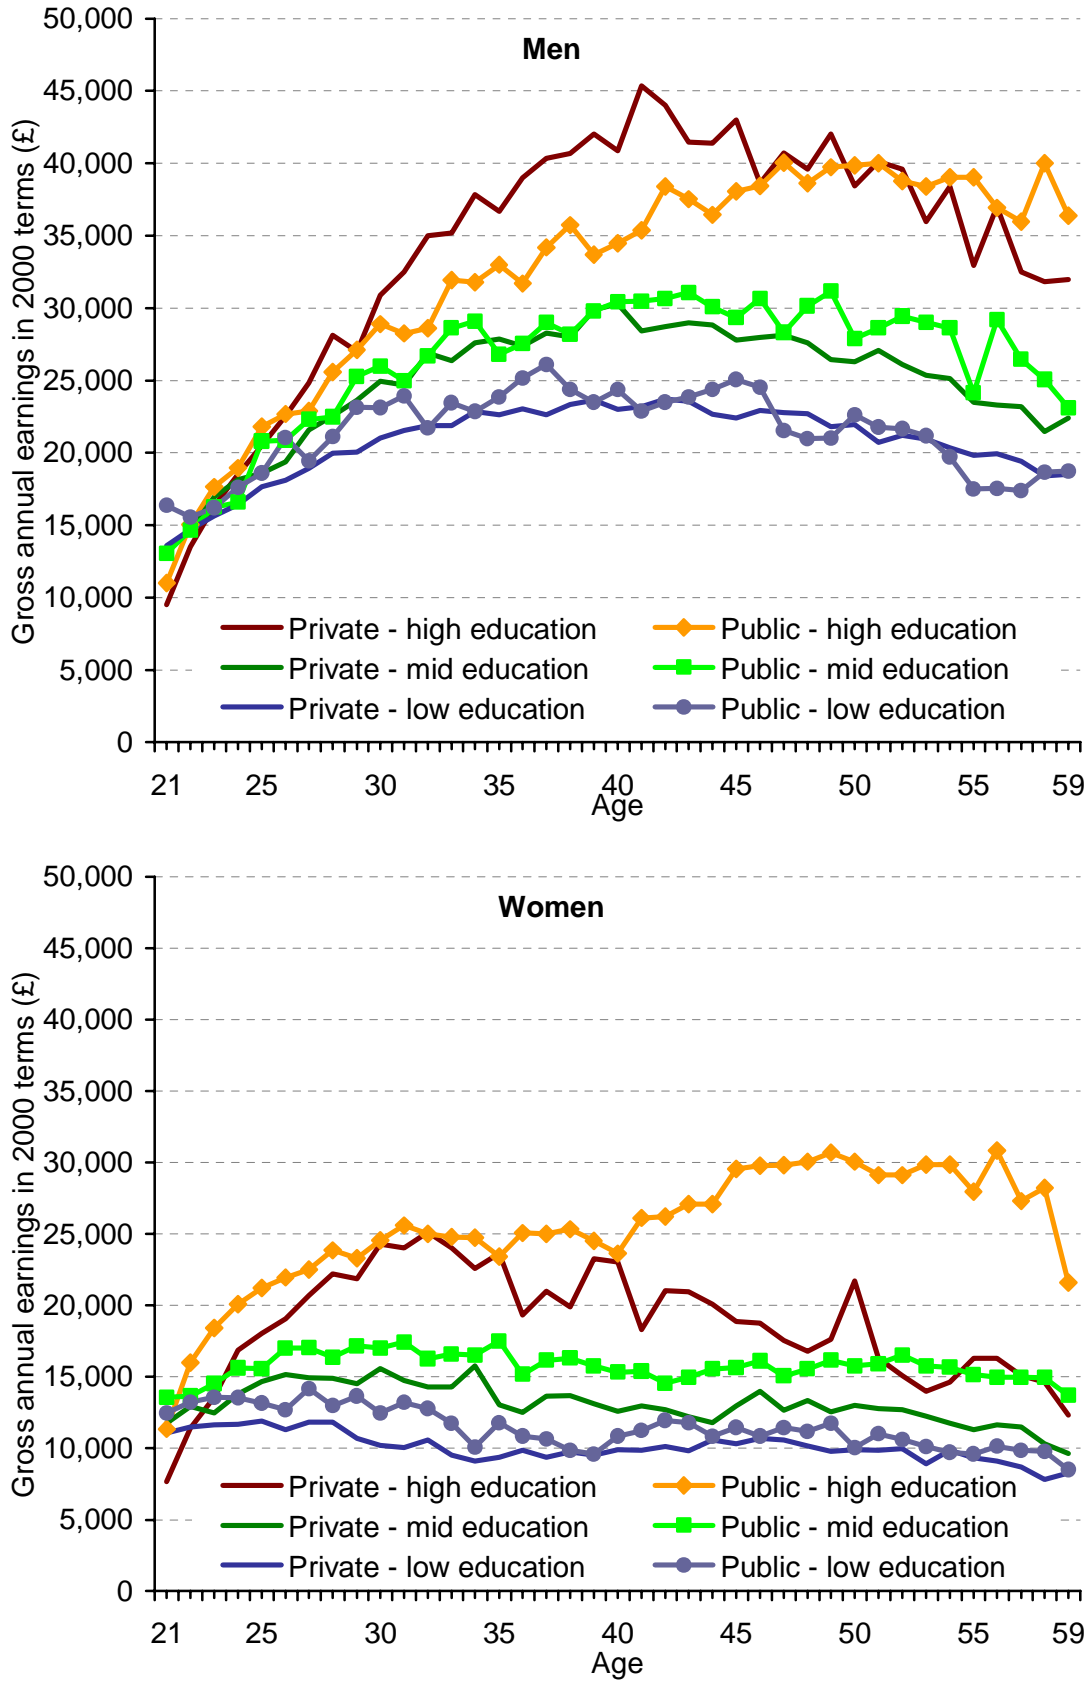 50,000
Men
45,000
40,000
35,000
30,000
25,000
20,000
15,000
10,000
5,000
0
Gross annual earnings in 2000 terms (£)
Private - high education
Public - high education
Private - mid education
Public - mid education
Private - low education
Public - low education
21 25 30 35 40 45 50 55 59
Age
50,000
Women
45,000
40,000
35,000
30,000
25,000
20,000
15,000
10,000
5,000
0
Gross annual earnings in 2000 terms (£)
Private - high education
Public - high education
Private - mid education
Public - mid education
Private - low education
Public - low education
21 25 30 35 40 45 50 55 59
Age